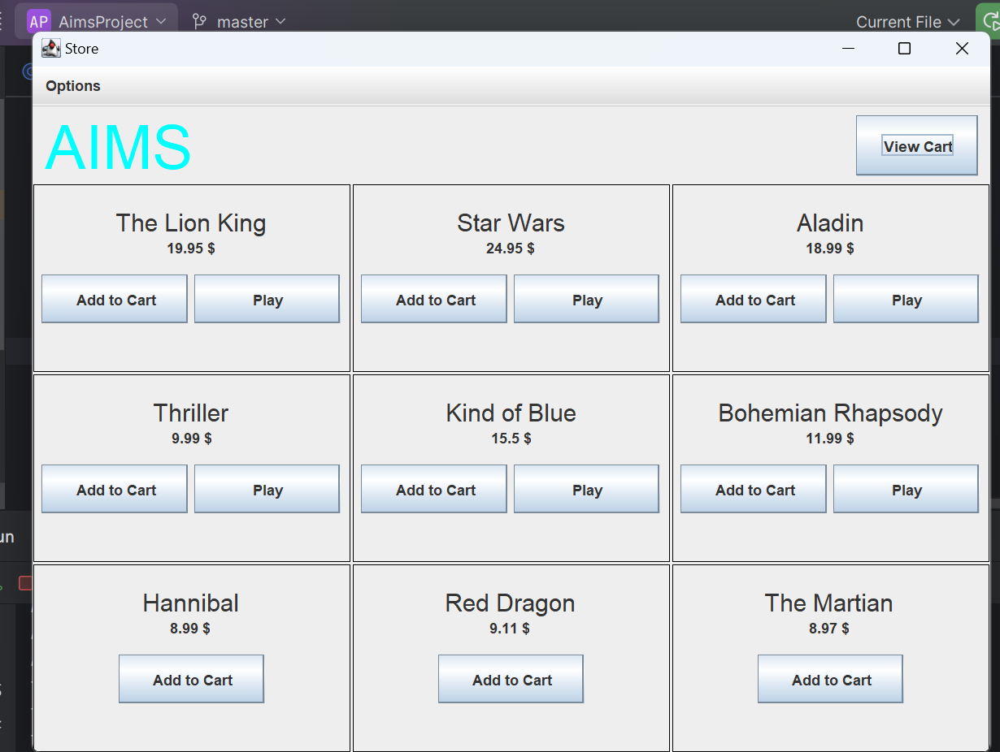 AP AimsProject master Current File
Store
Options
AIMS View Cart
The Lion King Star Wars Aladin
19.95 $ 24.95 $ 18.99 $
Add to Cart Play Add to Cart Play Add to Cart Play
Thriller Kind of Blue Bohemian Rhapsody
9.99 $ 15.5 $ 11.99 $
Add to Cart Play Add to Cart Play Add to Cart Play
Hannibal Red Dragon The Martian
8.99 $ 9.11 $ 8.97 $
Add to Cart Add to Cart Add to Cart